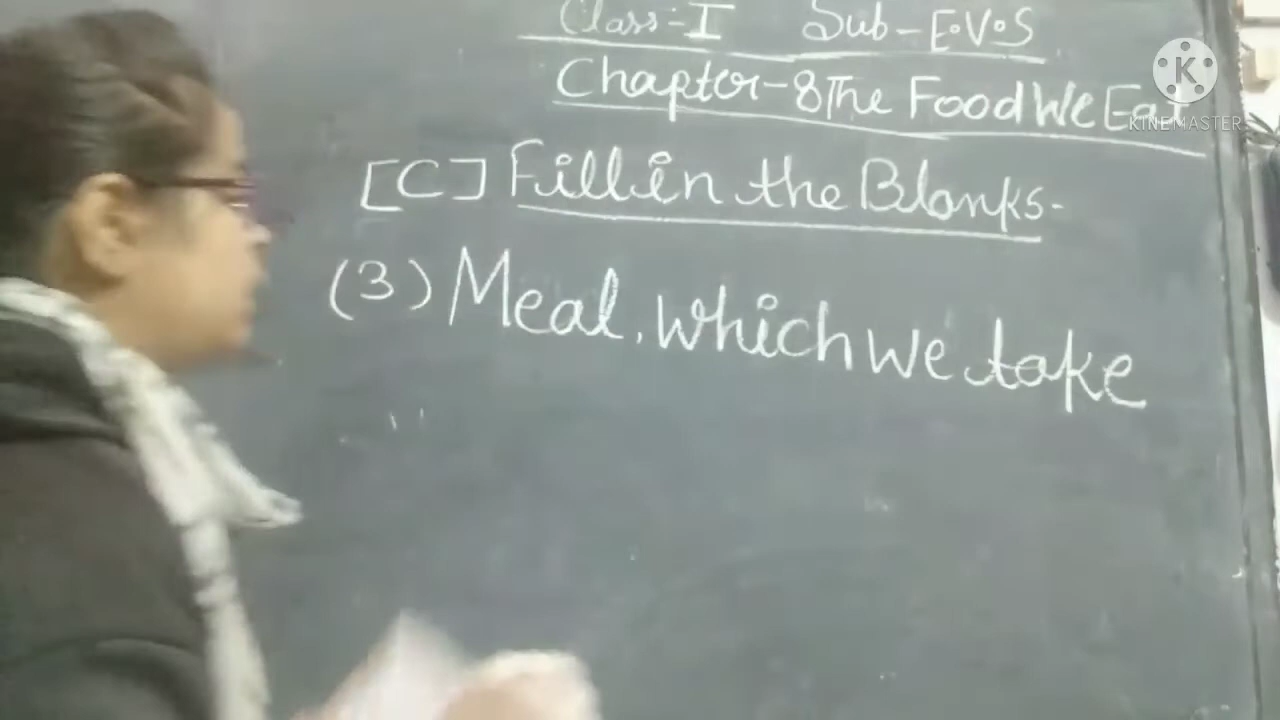 Class:-I Sub-E.V.S
Chapter-8 The Food We Eat
[C] Fill in the Blanks-
(3) Meal, which we take
KINEMASTER